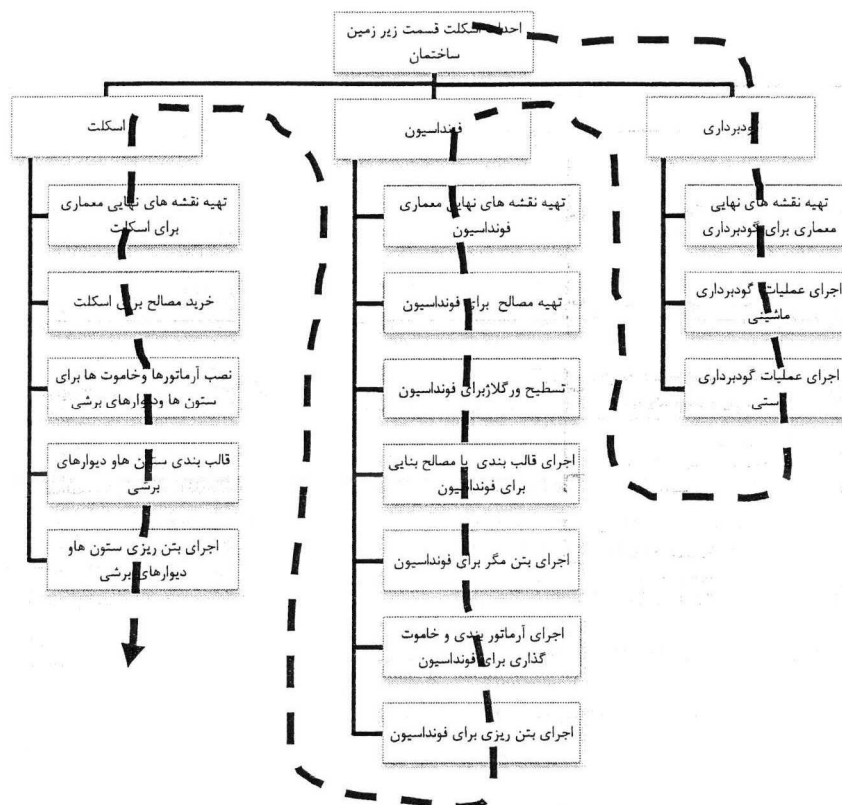 احداث اسکلت قسمت زیر زمین
ساختمان
گودبرداری
تهیه نقشه های نهایی
معماری برای گودبرداری
اجرای عملیات گودبرداری
ماشینی
اجرای عملیات گودبرداری
دستی
فونداسیون
تهیه نقشه های نهایی معماری
فونداسیون
تهیه مصالح برای فونداسیون
تسطیح ورگلاژبرای فونداسیون
اجرای قالب بندی با مصالح بنایی
برای فونداسیون
اجرای بتن مگر برای فونداسیون
اجرای آرماتور بندی و خاموت
گذاری برای فونداسیون
اجرای بتن ریزی برای فونداسیون
اسکلت
تهیه نقشه های نهایی معماری
برای اسکلت
خرید مصالح برای اسکلت
نصب آرماتورها وخاموت ها برای
ستون ها ودیوارهای برشی
قالب بندی ستون هاو دیوارهای
برشی
اجرای بتن ریزی ستون هاو
دیوارهای برشی